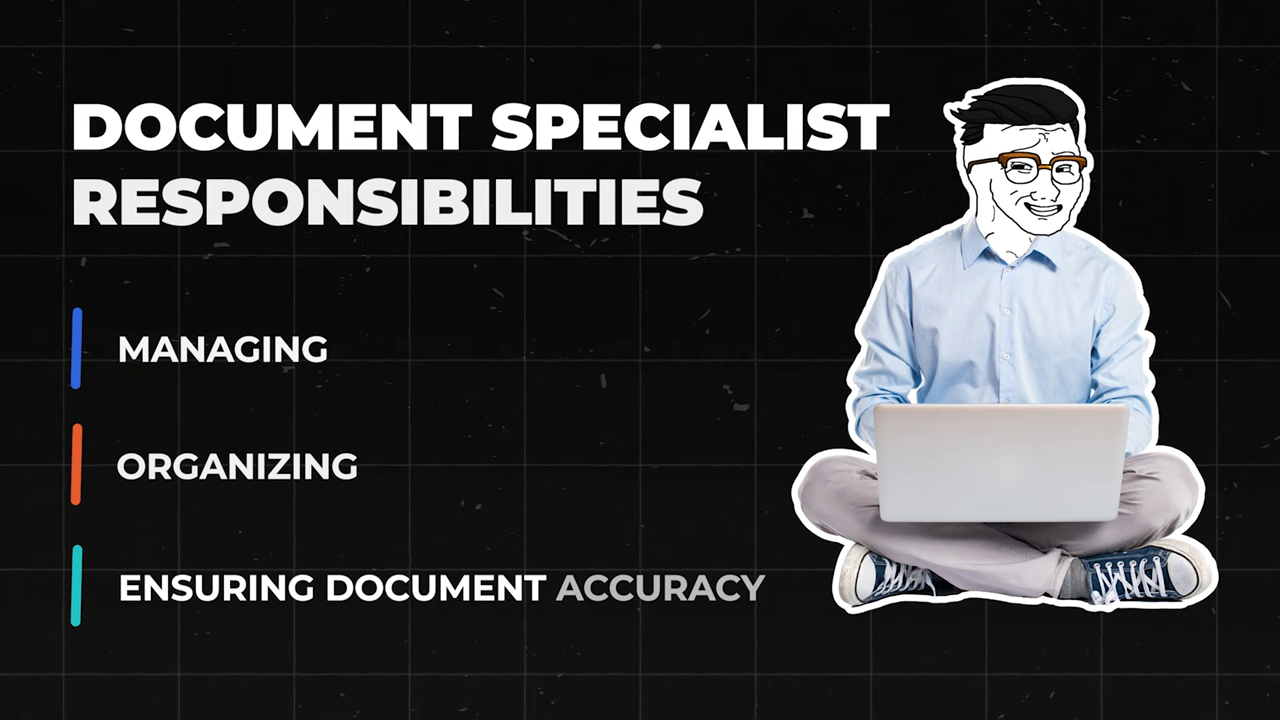 DOCUMENT SPECIALIST
RESPONSIBILITIES
MANAGING
ORGANIZING
ENSURING DOCUMENT ACCURACY